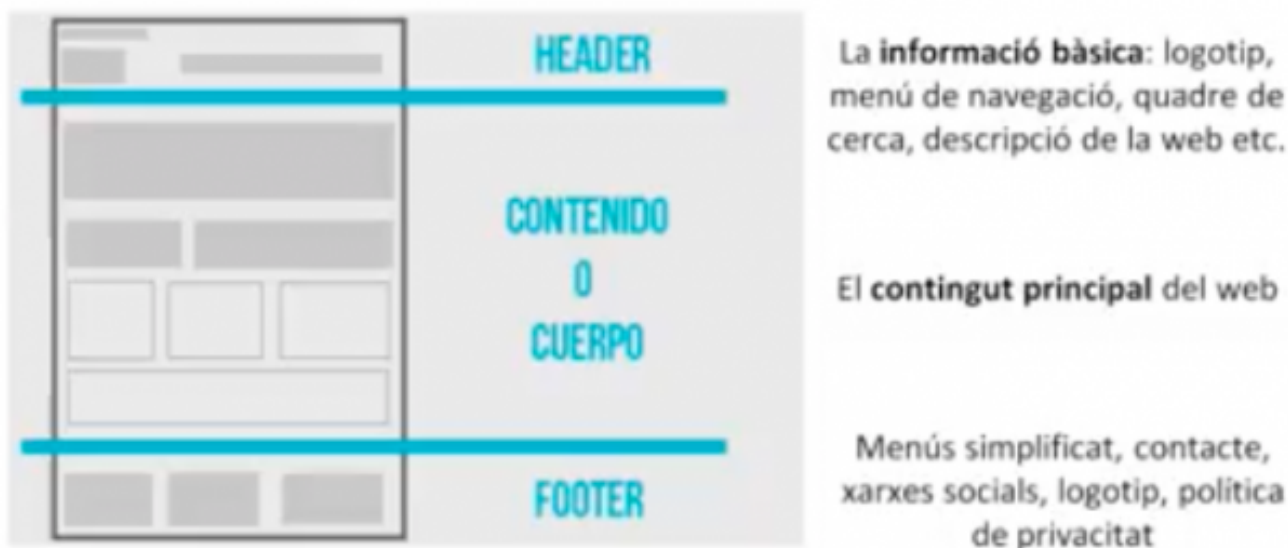 HEADER
La informació bàsica: logotip,
menú de navegació, quadre de
cerca, descripció de la web etc.
CONTENIDO
O
CUERPO
El contingut principal del web
FOOTER
Menús simplificat, contacte,
xarxes socials, logotip, política
de privacitat